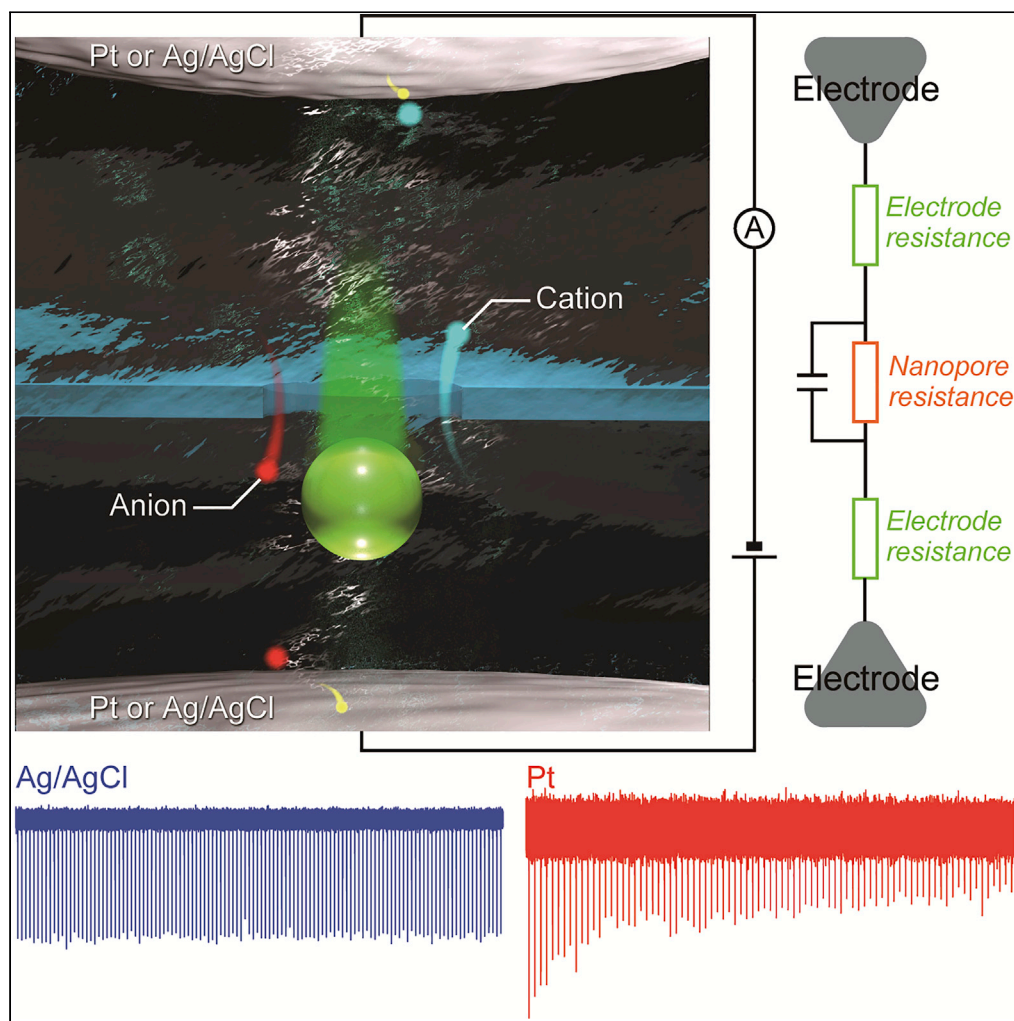 Pt or Ag/AgCl
Cation
Anion
Pt or Ag/AgCl
A
Electrode
Electrode
resistance
Nanopore
resistance
Electrode
resistance
Electrode
Ag/AgCl
Pt